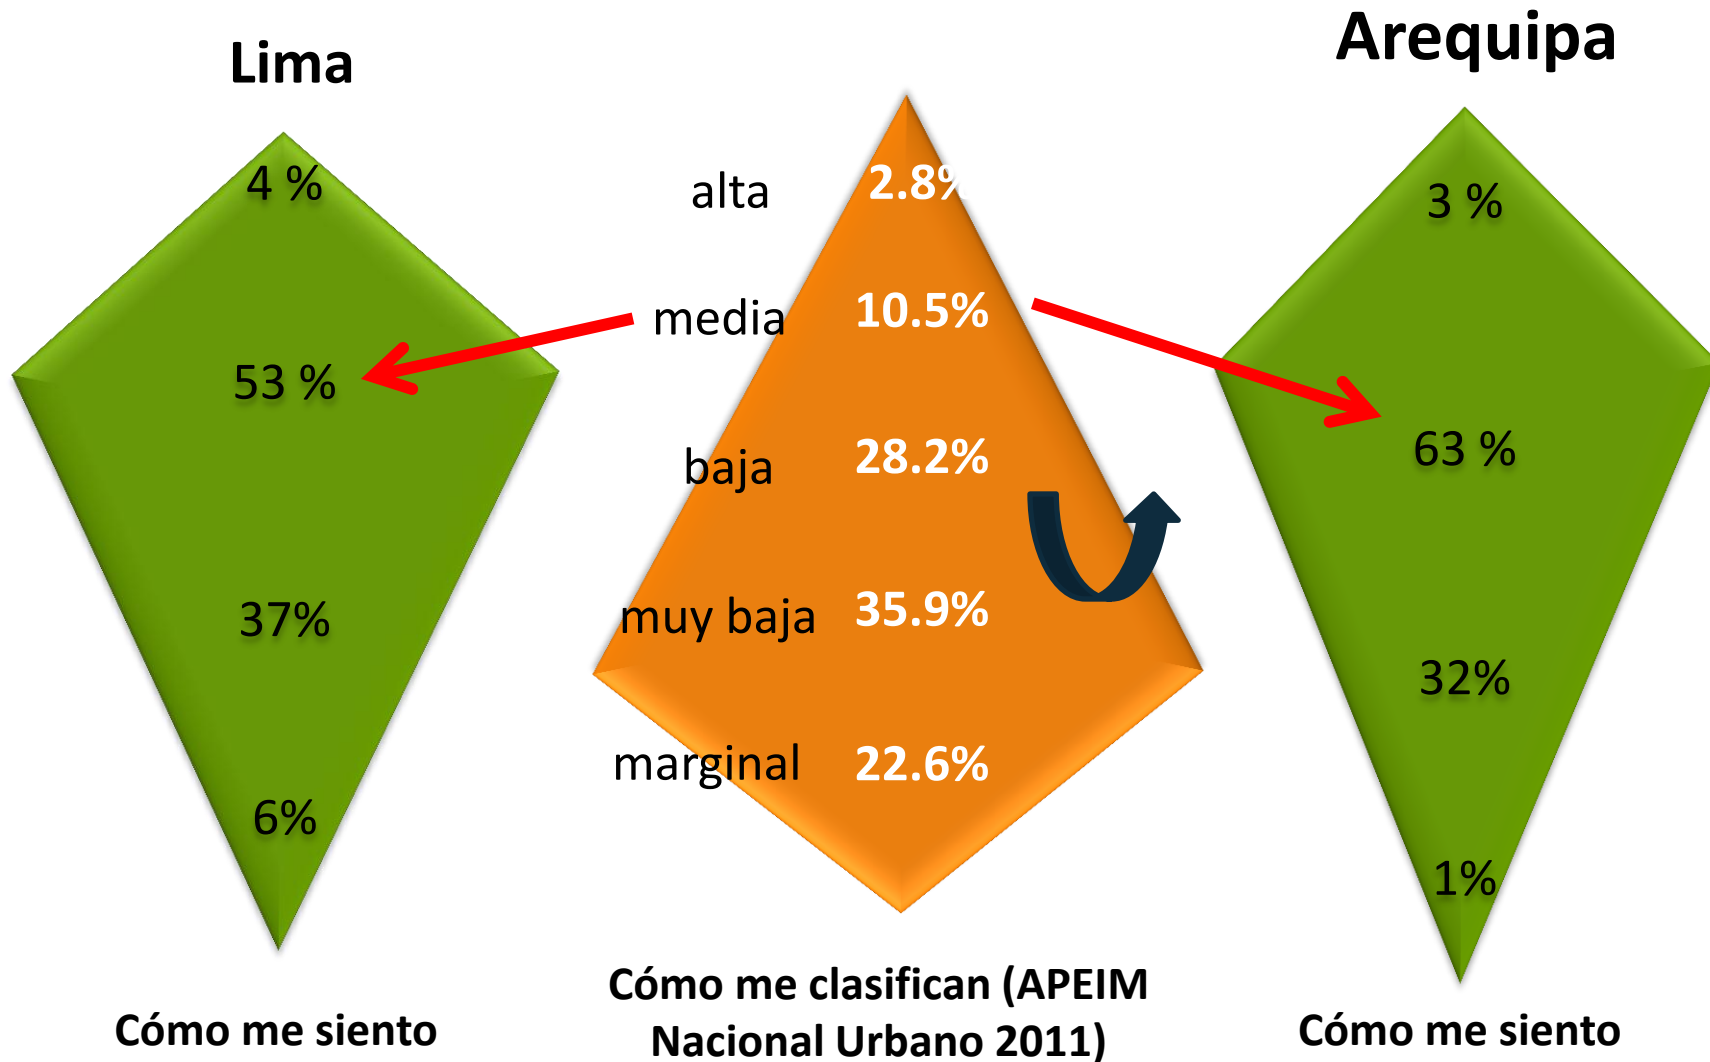 Lima
Arequipa
4 %
53 %
37%
6%
Cómo me siento
alta
2.8%
media
10.5%
baja
28.2%
muy baja
35.9%
marginal
22.6%
Cómo me clasifican (APEIM
Nacional Urbano 2011)
3 %
63 %
32%
1%
Cómo me siento